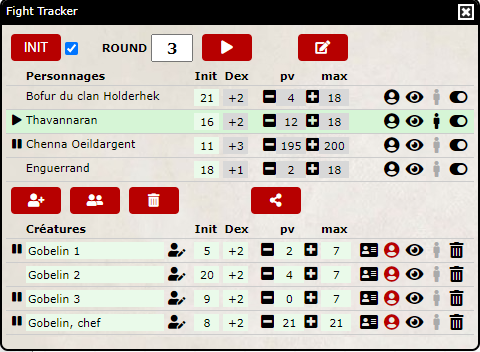 Fight Tracker
INIT ROUND 3
Personnages Init Dex pv max
Bofur du clan Holderhek 21 +2 4 18
Thavannaran 16 +2 12 18
Chenna Oeildargent 11 +3 195 200
Enguerrand 18 +1 2 18
Créatures Init Dex pv max
Gobelin 1 5 +2 2 7
Gobelin 2 20 +2 4 7
Gobelin 3 9 +2 0 7
Gobelin, chef 8 +2 21 21